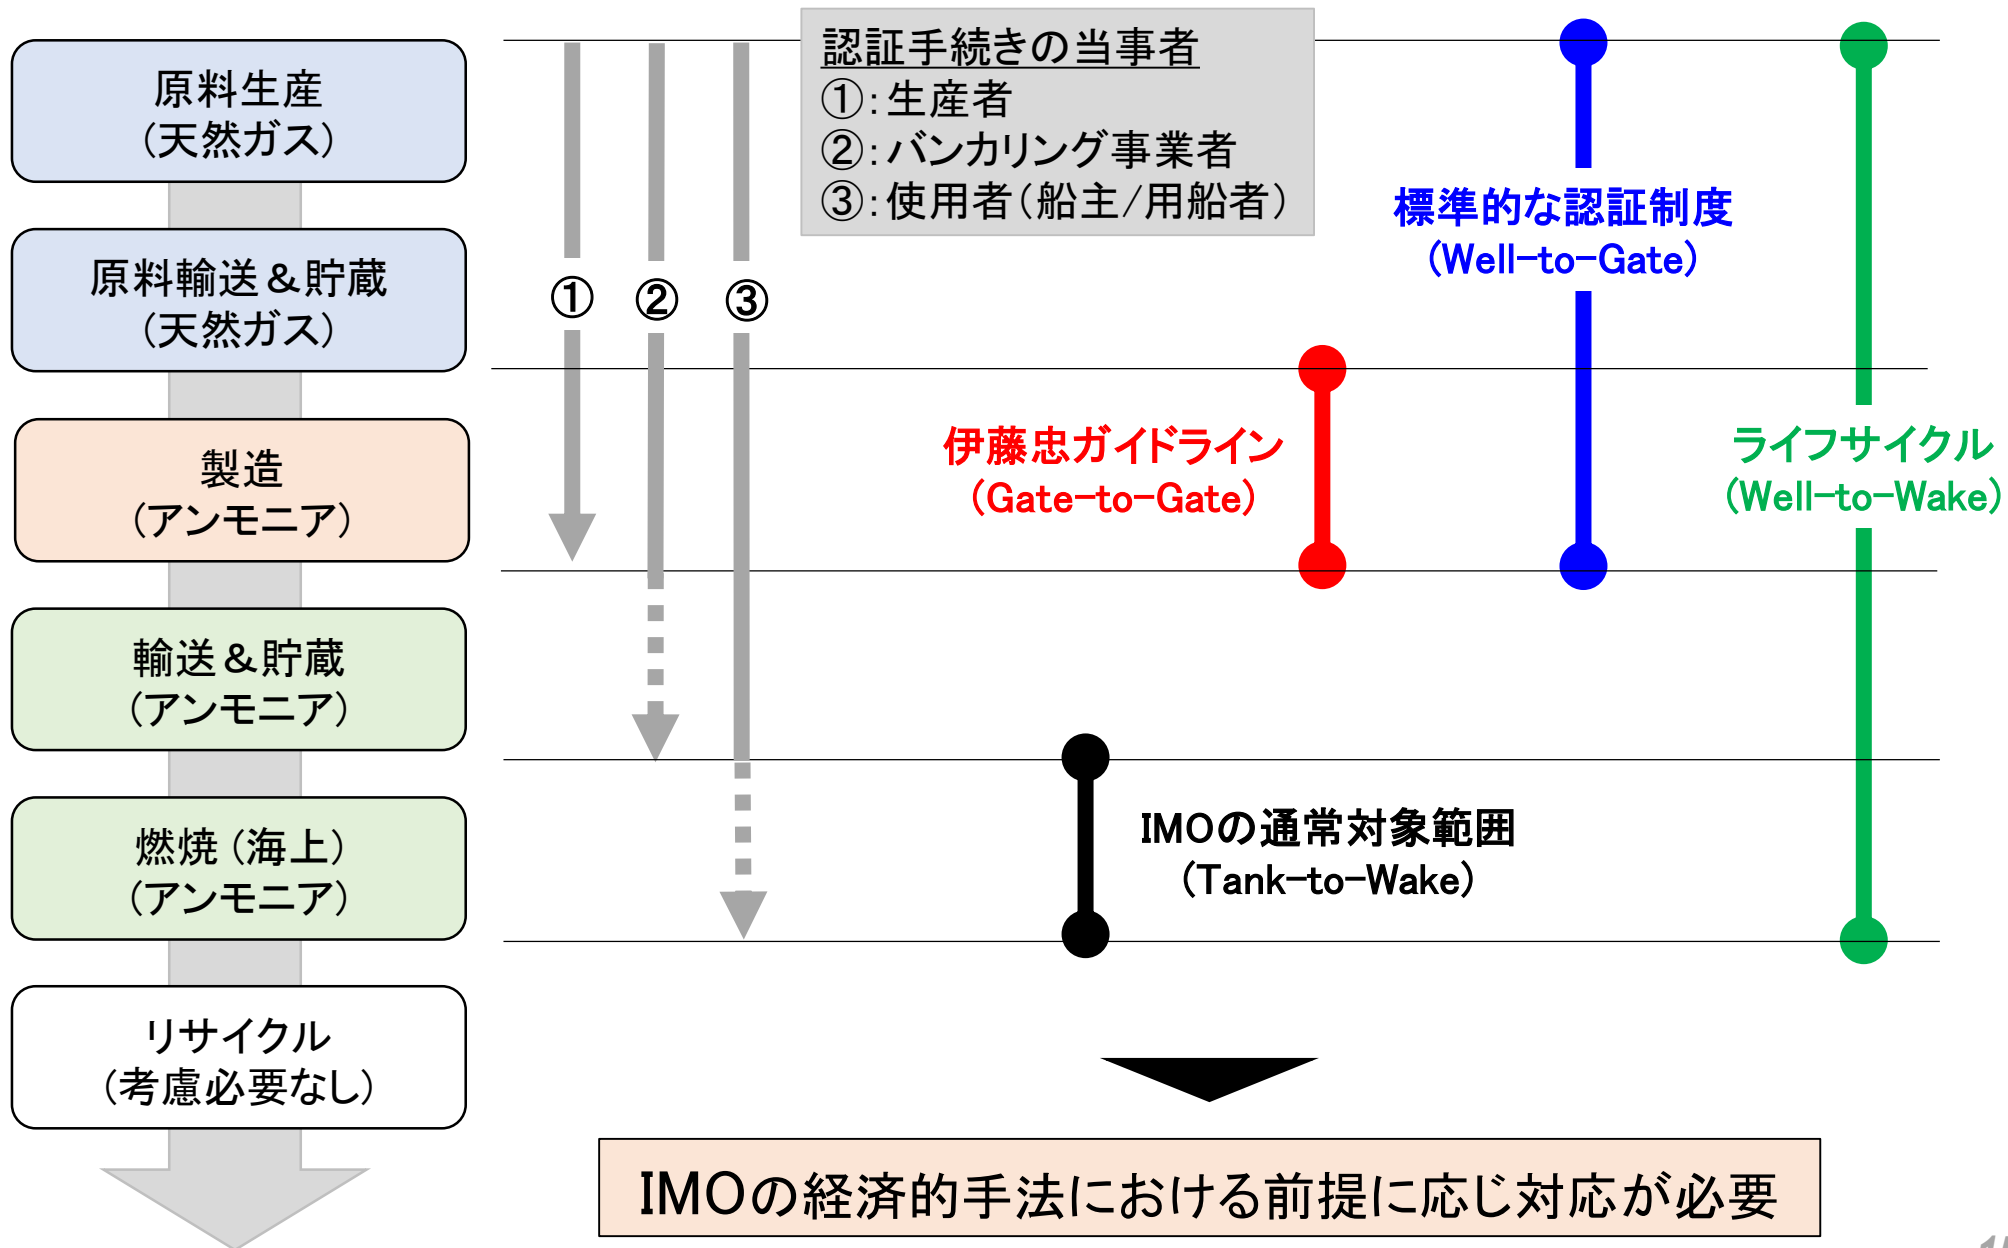 原料生産
(天然ガス)
原料輸送&貯蔵
(天然ガス)
製造
(アンモニア)
輸送&貯蔵
(アンモニア)
燃焼(海上)
(アンモニア)
リサイクル
(考慮必要なし)
①
②
③
認証手続きの当事者
①:生産者
②:バンカリング事業者
③:使用者(船主/用船者)
標準的な認証制度
(Well-to-Gate)
伊藤忠ガイドライン
(Gate-to-Gate)
ライフサイクル
(Well-to-Wake)
IMOの通常対象範囲
(Tank-to-Wake)
IMOの経済的手法における前提に応じ対応が必要